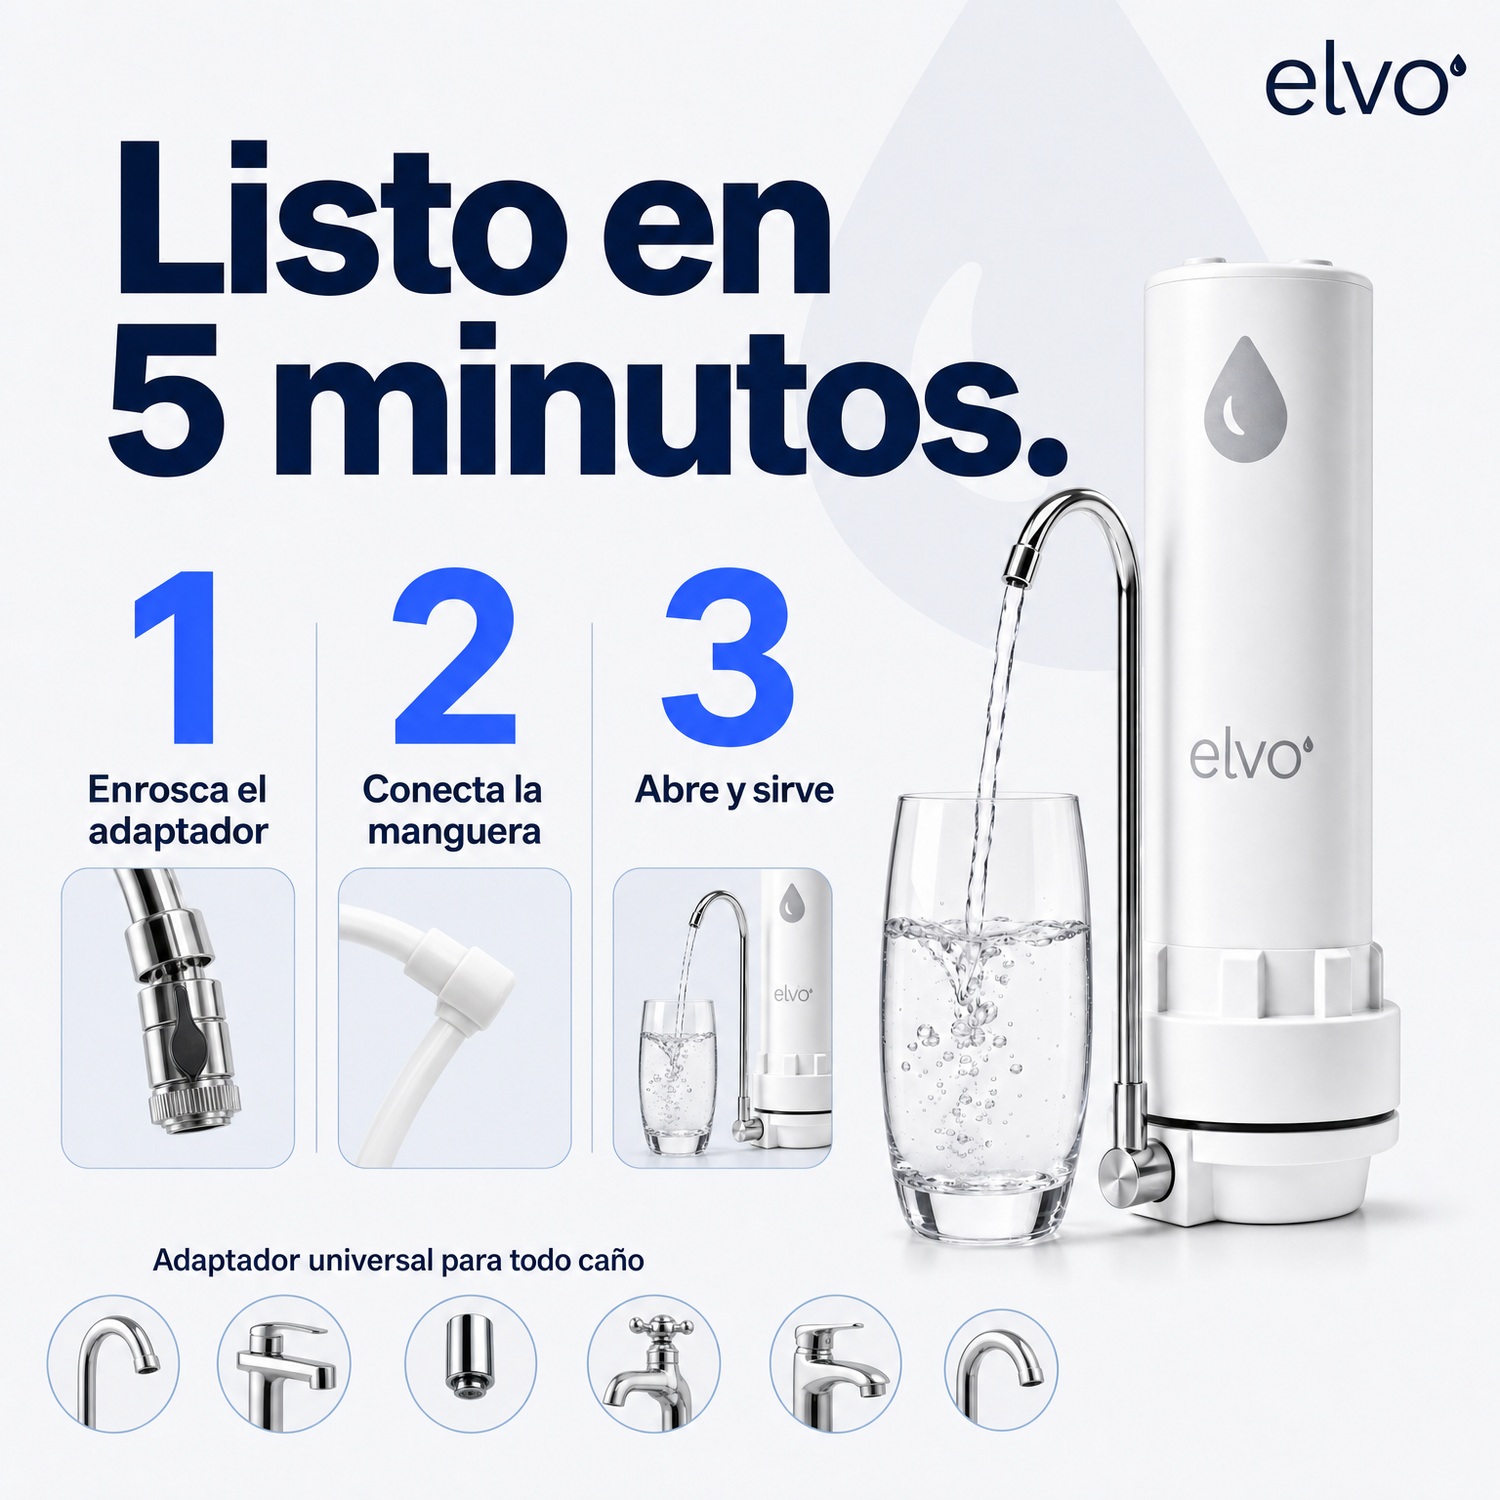 elvo
Listo en
5 minutos.
1
2
3
Enrosca el
adaptador
Conecta la
manguera
Abre y sirve
elvo
elvo
Adaptador universal para todo caño